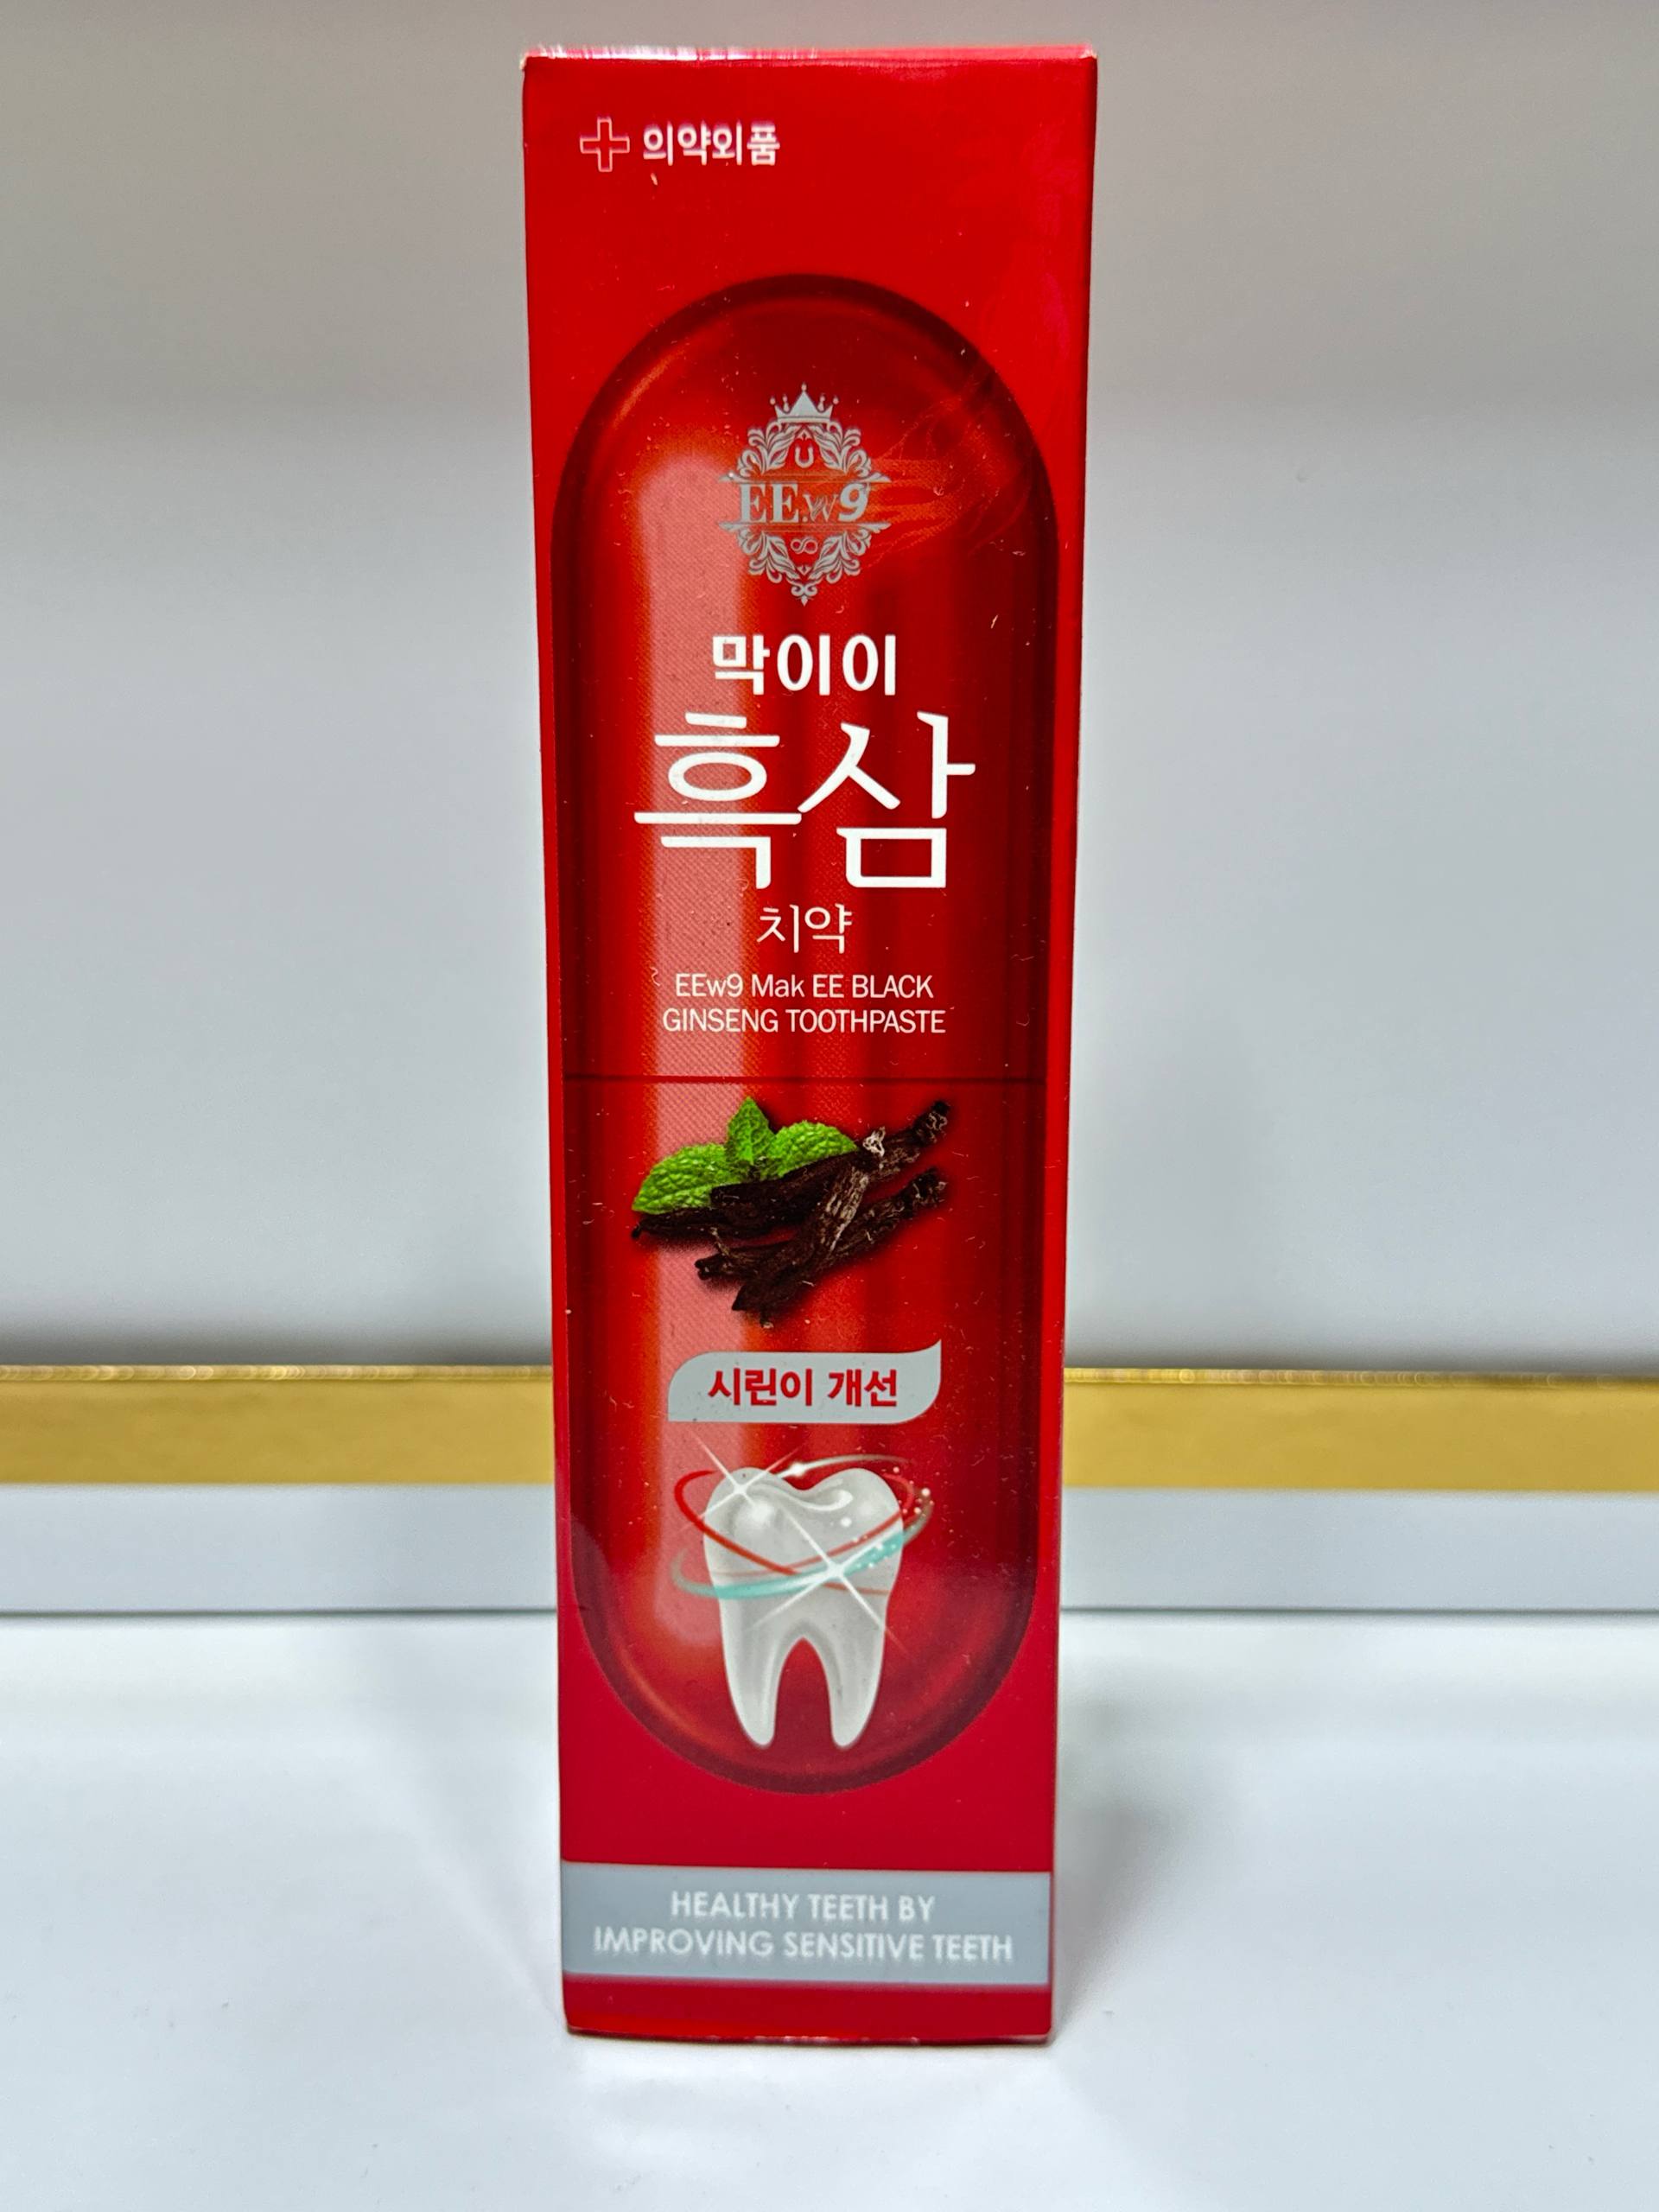 의약외품
EEw9
막이이
흑삼
치약
EEw9 Mak EE BLACK
GINSENG TOOTHPASTE
시린이 개선
HEALTHY TEETH BY
IMPROVING SENSITIVE TEETH